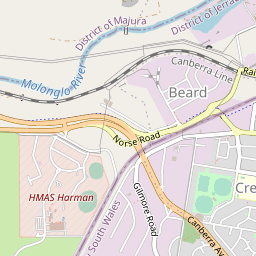 District of Majura
District of Jerra
Molonglo River
Canberra Line
Rai
Beard
Norse Road
HMAS Harman
Gilmore Road
South Wales
Canberra Av
Cre